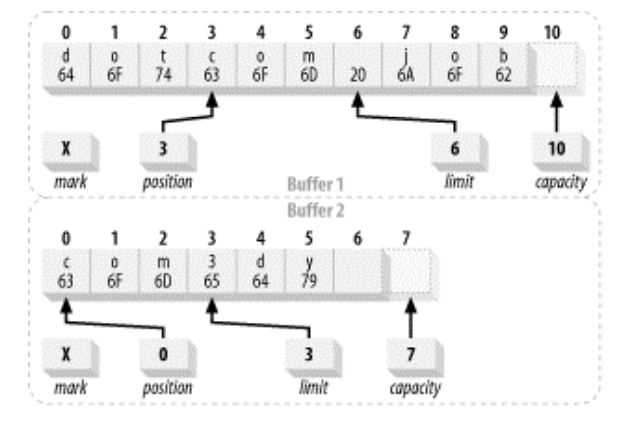 0 1 2 3 4 5 6 7 8 9 10
d o t c o m j o b
64 6F 74 63 6F 6D 20 6A 6F 62
X 3 6 10
mark position limit capacity
Buffer 1
Buffer 2
0 1 2 3 4 5 6 7
c o m 3 d y
63 6F 6D 65 64 79
X 0 3 7
mark position limit capacity